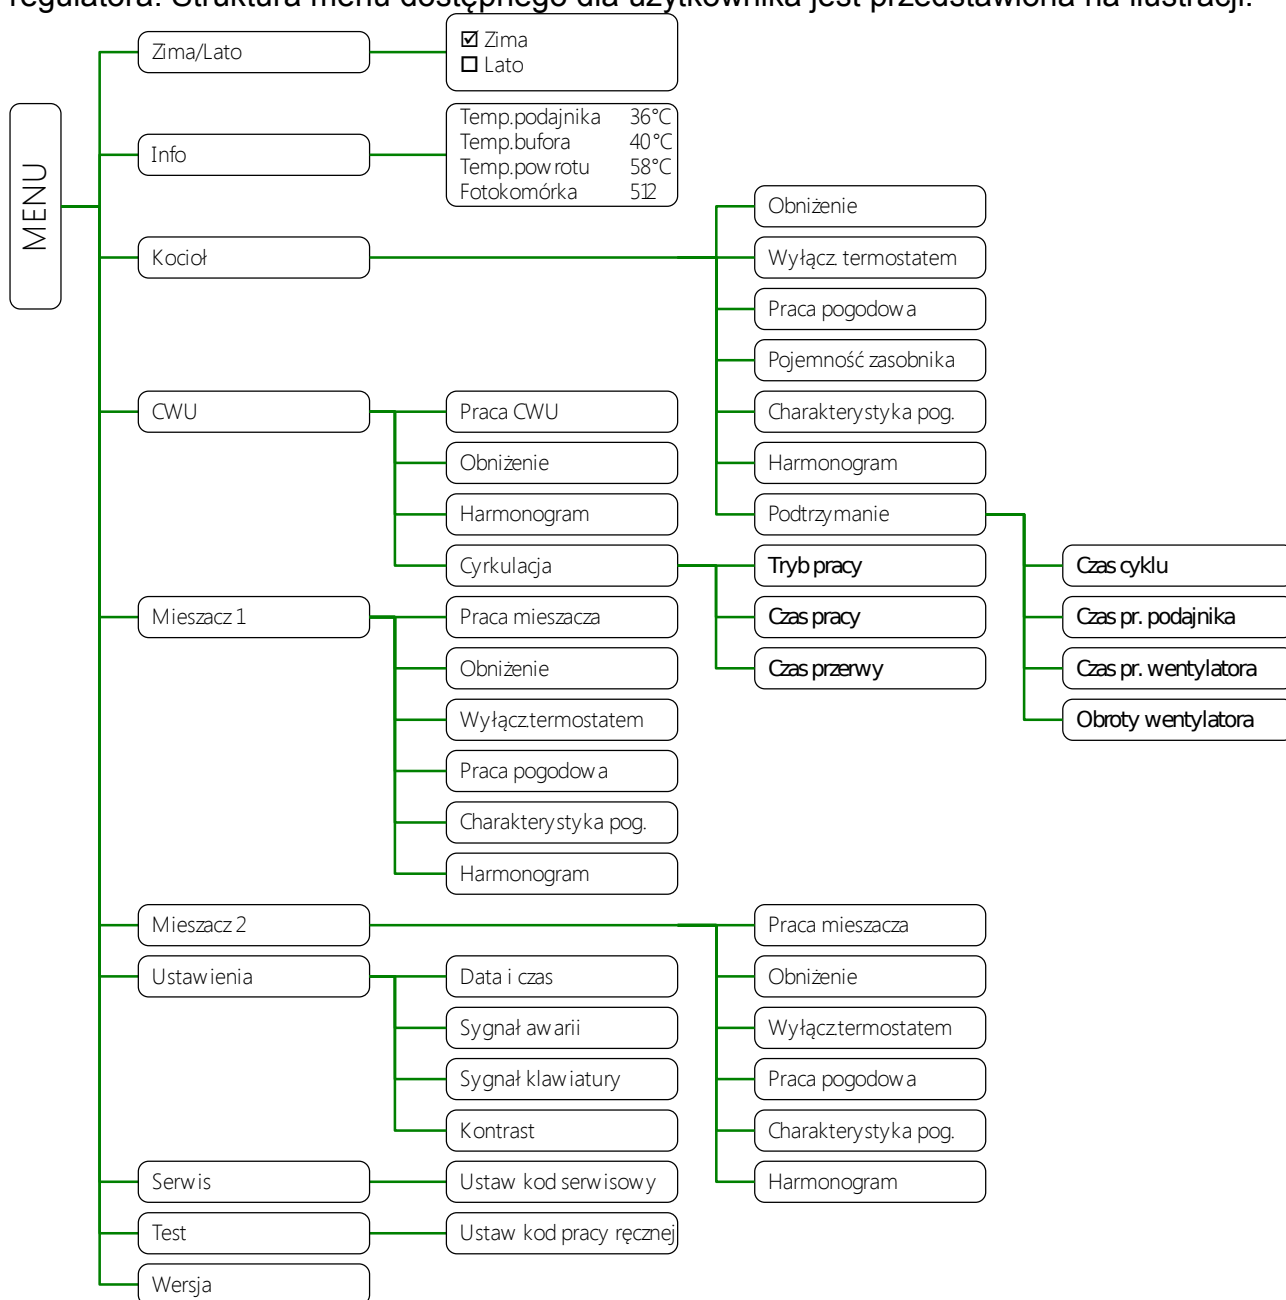 regulatora. Struktura menu dostępnego dla użytkownika jest przedstawiona na ilustracji.
MENU
Zima/Lato
Zima
Lato
Info
Temp.podajnika 36°C
Temp.bufora 40°C
Temp.powrotu 58°C
Fotokomórka 512
Kocioł
Obniżenie
Wyłącz. termostatem
Praca pogodowa
Pojemność zasobnika
Charakterystyka pog.
Harmonogram
Podtrzymanie
Czas cyklu
Czas pr. podajnika
Czas pr. wentylatora
Obroty wentylatora
CWU
Praca CWU
Obniżenie
Harmonogram
Cyrkulacja
Tryb pracy
Czas pracy
Czas przerwy
Mieszacz 1
Praca mieszacza
Obniżenie
Wyłącz.termostatem
Praca pogodowa
Charakterystyka pog.
Harmonogram
Mieszacz 2
Praca mieszacza
Obniżenie
Wyłącz.termostatem
Praca pogodowa
Charakterystyka pog.
Harmonogram
Ustawienia
Data i czas
Sygnał awarii
Sygnał klawiatury
Kontrast
Serwis
Ustaw kod serwisowy
Test
Ustaw kod pracy ręcznej
Wersja